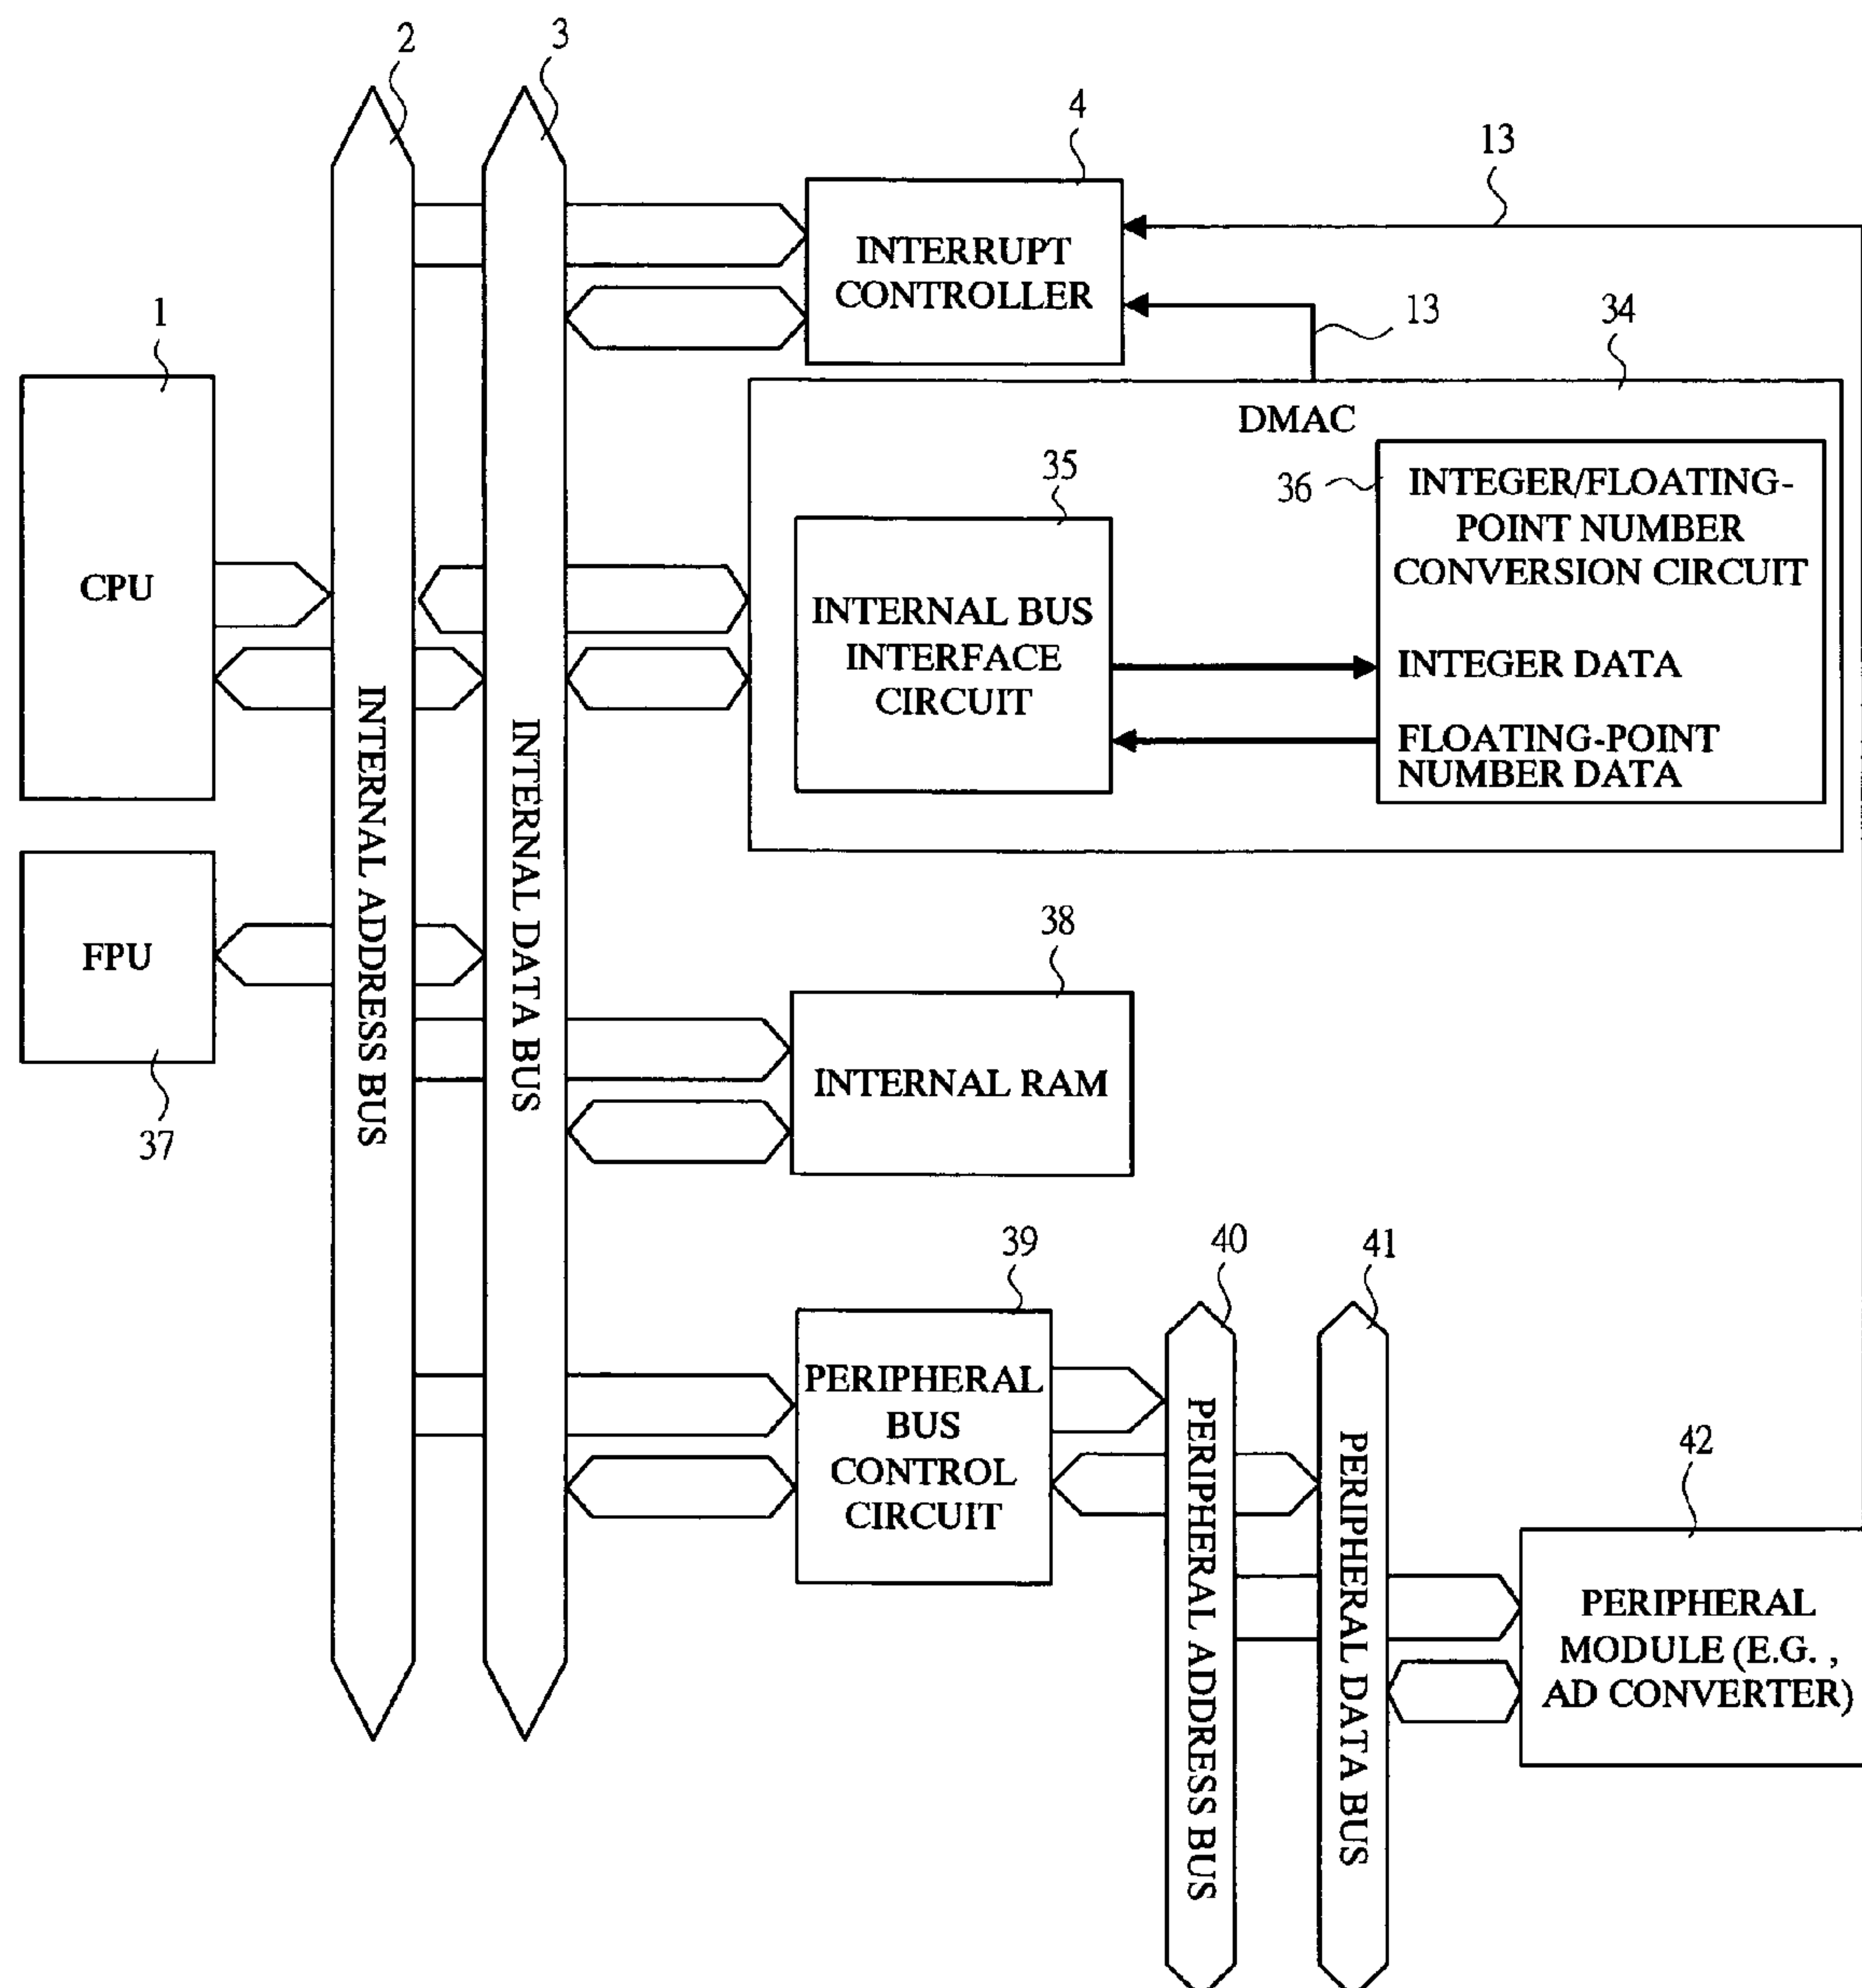 2
3
4
13
INTERRUPT
CONTROLLER
1
13
34
DMAC
35
36
INTEGER/FLOATING-
POINT NUMBER
CONVERSION CIRCUIT
CPU
INTERNAL BUS
INTERFACE
CIRCUIT
INTEGER DATA
FLOATING-POINT
NUMBER DATA
INTERNAL ADDRESS BUS
INTERNAL DATA BUS
FPU
37
38
INTERNAL RAM
39
40
41
PERIPHERAL
BUS
CONTROL
CIRCUIT
PERIPHERAL ADDRESS BUS
PERIPHERAL DATA BUS
42
PERIPHERAL
MODULE (E.G. ,
AD CONVERTER)